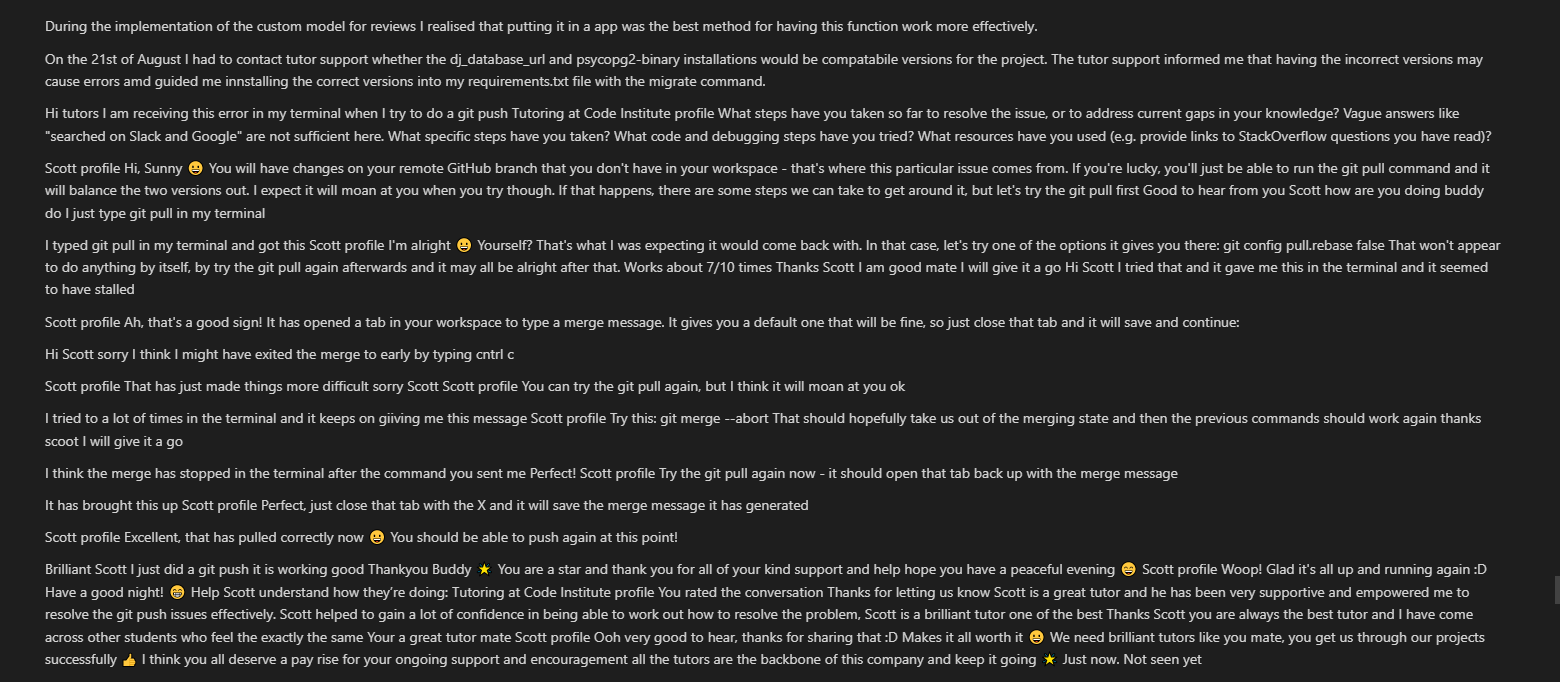 During the implementation of the custom model for reviews I realised that putting it in a app was the best method for having this function work more effectively.
On the 21st of August I had to contact tutor support whether the dj_database_url and psycopg2-binary installations would be compatabile versions for the project. The tutor support informed me that having the incorrect versions may
cause errors amd guided me innstalling the correct versions into my requirements.txt file with the migrate command.
Hi tutors I am receiving this error in my terminal when I try to do a git push Tutoring at Code Institute profile What steps have you taken so far to resolve the issue, or to address current gaps in your knowledge? Vague answers like
"searched on Slack and Google" are not sufficient here. What specific steps have you taken? What code and debugging steps have you tried? What resources have you used (e.g. provide links to StackOverflow questions you have read)?
Scott profile Hi, Sunny 😀 You will have changes on your remote GitHub branch that you don't have in your workspace - that's where this particular issue comes from. If you're lucky, you'll just be able to run the git pull command and it
will balance the two versions out. I expect it will moan at you when you try though. If that happens, there are some steps we can take to get around it, but let's try the git pull first Good to hear from you Scott how are you doing buddy
do I just type git pull in my terminal
I typed git pull in my terminal and got this Scott profile I'm alright 😀 Yourself? That's what I was expecting it would come back with. In that case, let's try one of the options it gives you there: git config pull.rebase false That won't appear
to do anything by itself, by try the git pull again afterwards and it may all be alright after that. Works about 7/10 times Thanks Scott I am good mate I will give it a go Hi Scott I tried that and it gave me this in the terminal and it seemed
to have stalled
Scott profile Ah, that's a good sign! It has opened a tab in your workspace to type a merge message. It gives you a default one that will be fine, so just close that tab and it will save and continue:
Hi Scott sorry I think I might have exited the merge to early by typing cntrl c
Scott profile That has just made things more difficult sorry Scott Scott profile You can try the git pull again, but I think it will moan at you ok
I tried to a lot of times in the terminal and it keeps on giiving me this message Scott profile Try this: git merge --abort That should hopefully take us out of the merging state and then the previous commands should work again thanks
scoot I will give it a go
I think the merge has stopped in the terminal after the command you sent me Perfect! Scott profile Try the git pull again now - it should open that tab back up with the merge message
It has brought this up Scott profile Perfect, just close that tab with the X and it will save the merge message it has generated
Scott profile Excellent, that has pulled correctly now 😀 You should be able to push again at this point!
Brilliant Scott I just did a git push it is working good Thankyou Buddy ⭐ You are a star and thank you for all of your kind support and help hope you have a peaceful evening 😄 Scott profile Woop! Glad it's all up and running again :D
Have a good night! 😁 Help Scott understand how they're doing: Tutoring at Code Institute profile You rated the conversation Thanks for letting us know Scott is a great tutor and he has been very supportive and empowered me to
resolve the git push issues effectively. Scott helped to gain a lot of confidence in being able to work out how to resolve the problem, Scott is a brilliant tutor one of the best Thanks Scott you are always the best tutor and I have come
across other students who feel the exactly the same Your a great tutor mate Scott profile Ooh very good to hear, thanks for sharing that :D Makes it all worth it 😀 We need brilliant tutors like you mate, you get us through our projects
successfully 👍 I think you all deserve a pay rise for your ongoing support and encouragement all the tutors are the backbone of this company and keep it going ⭐ Just now. Not seen yet